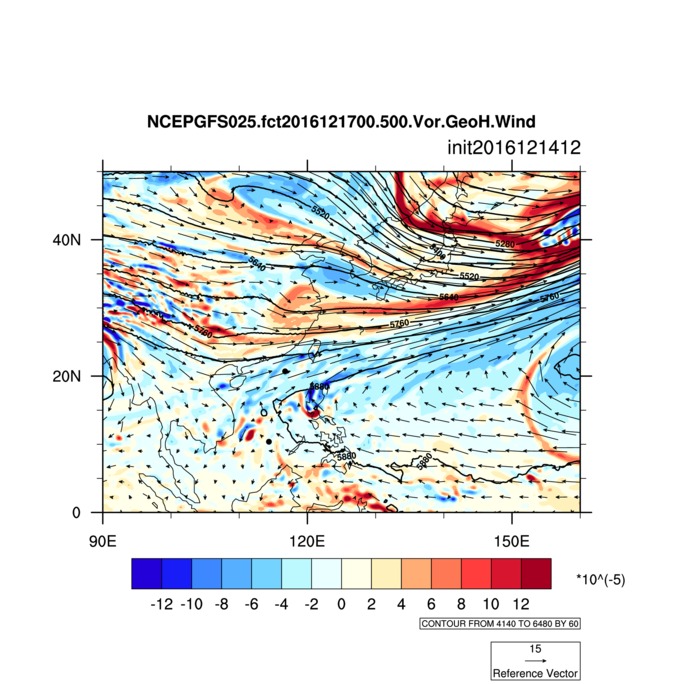 NCEPGFS025.fct2016121700.500.Vor.GeoH.Wind
init2016121412
5520
40N
5280
5640
5520
5640
5760
5760
5760
20N
5880
5880
5880
0
90E 120E 150E
-12 -10 -8 -6 -4 -2 0 2 4 6 8 10 12
*10^(-5)
CONTOUR FROM 4140 TO 6480 BY 60
15
Reference Vector